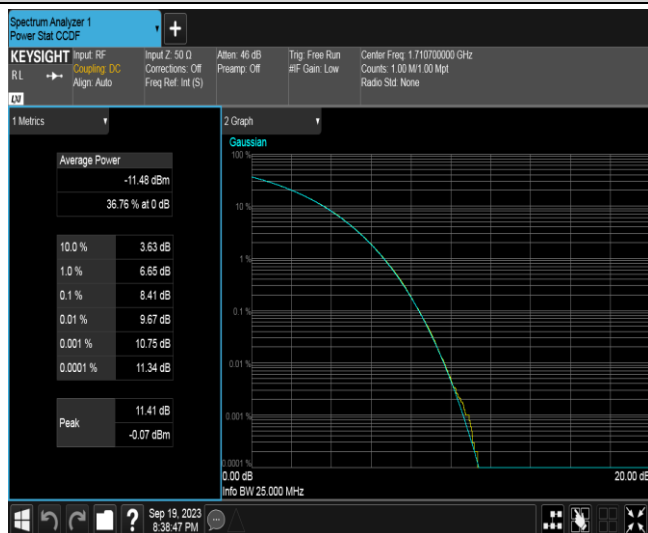 Spectrum Analyzer 1
Power Stat CCDF
+
KEYSIGHT
RL
LXI
Input: RF
Coupling: DC
Align: Auto
Input Z: 50 Ω
Corrections: Off
Freq Ref: Int (S)
Atten: 46 dB
Preamp: Off
Trig: Free Run
#IF Gain: Low
Center Freq: 1.710700000 GHz
Counts: 1.00 M/1.00 Mpt
Radio Std: None
1 Metrics
Average Power
-11.48 dBm
36.76 % at 0 dB
10.0 % 3.63 dB
1.0 % 6.65 dB
0.1 % 8.41 dB
0.01 % 9.67 dB
0.001 % 10.75 dB
0.0001 % 11.34 dB
Peak
11.41 dB
-0.07 dBm
2 Graph
Gaussian
100 %
10 %
1 %
0.1 %
0.01 %
0.001 %
0.0001 %
0.00 dB 20.00 dB
Info BW 25.000 MHz
?
Sep 19, 2023
8:38:47 PM